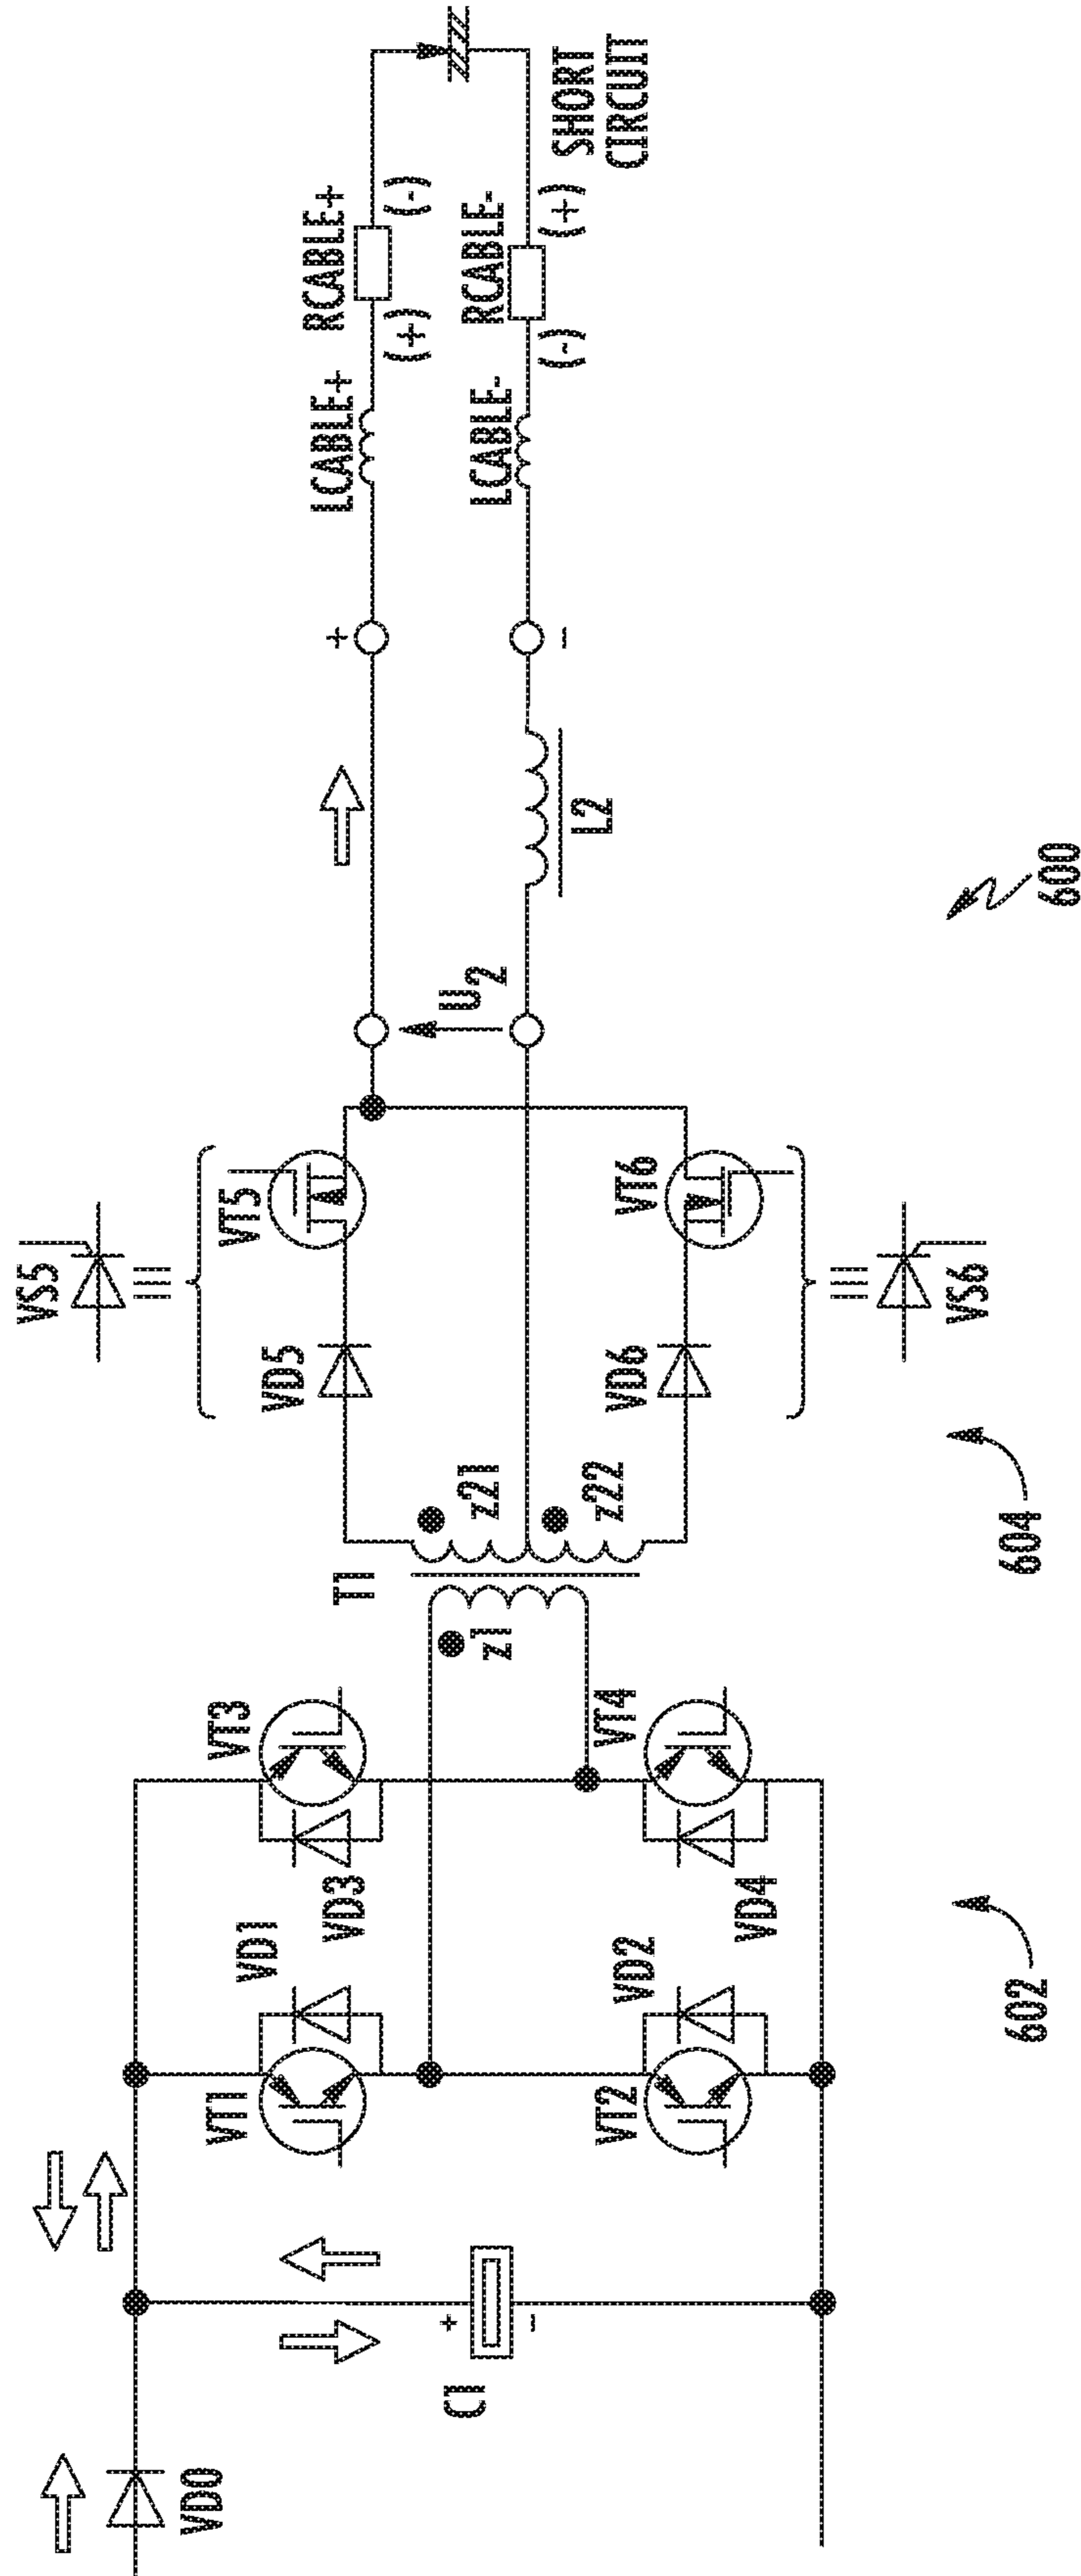 VD0
C1
+
-
VT1
VD1
VT2
VD2
VD3
VT3
VD4
VT4
602
T1
z1
z21
z22
VD5
VT5
VS5
VD6
VT6
VS6
604
U2
L2
600
+
-
LCABLE+
RCABLE+
(+)
(-)
LCABLE-
RCABLE-
(-)
(+)
SHORT
CIRCUIT